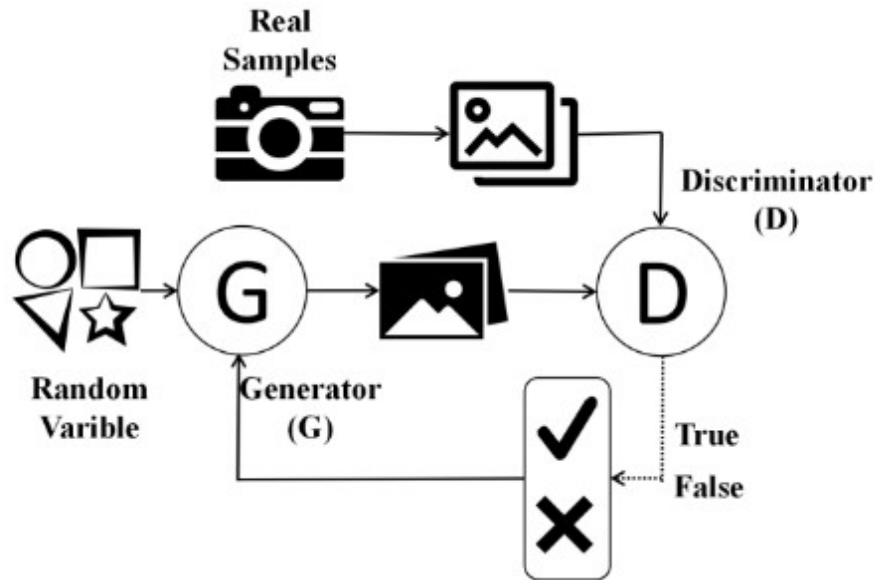 Real
Samples
Discriminator
(D)
G
D
Random
Varible
Generator
(G)
True
False